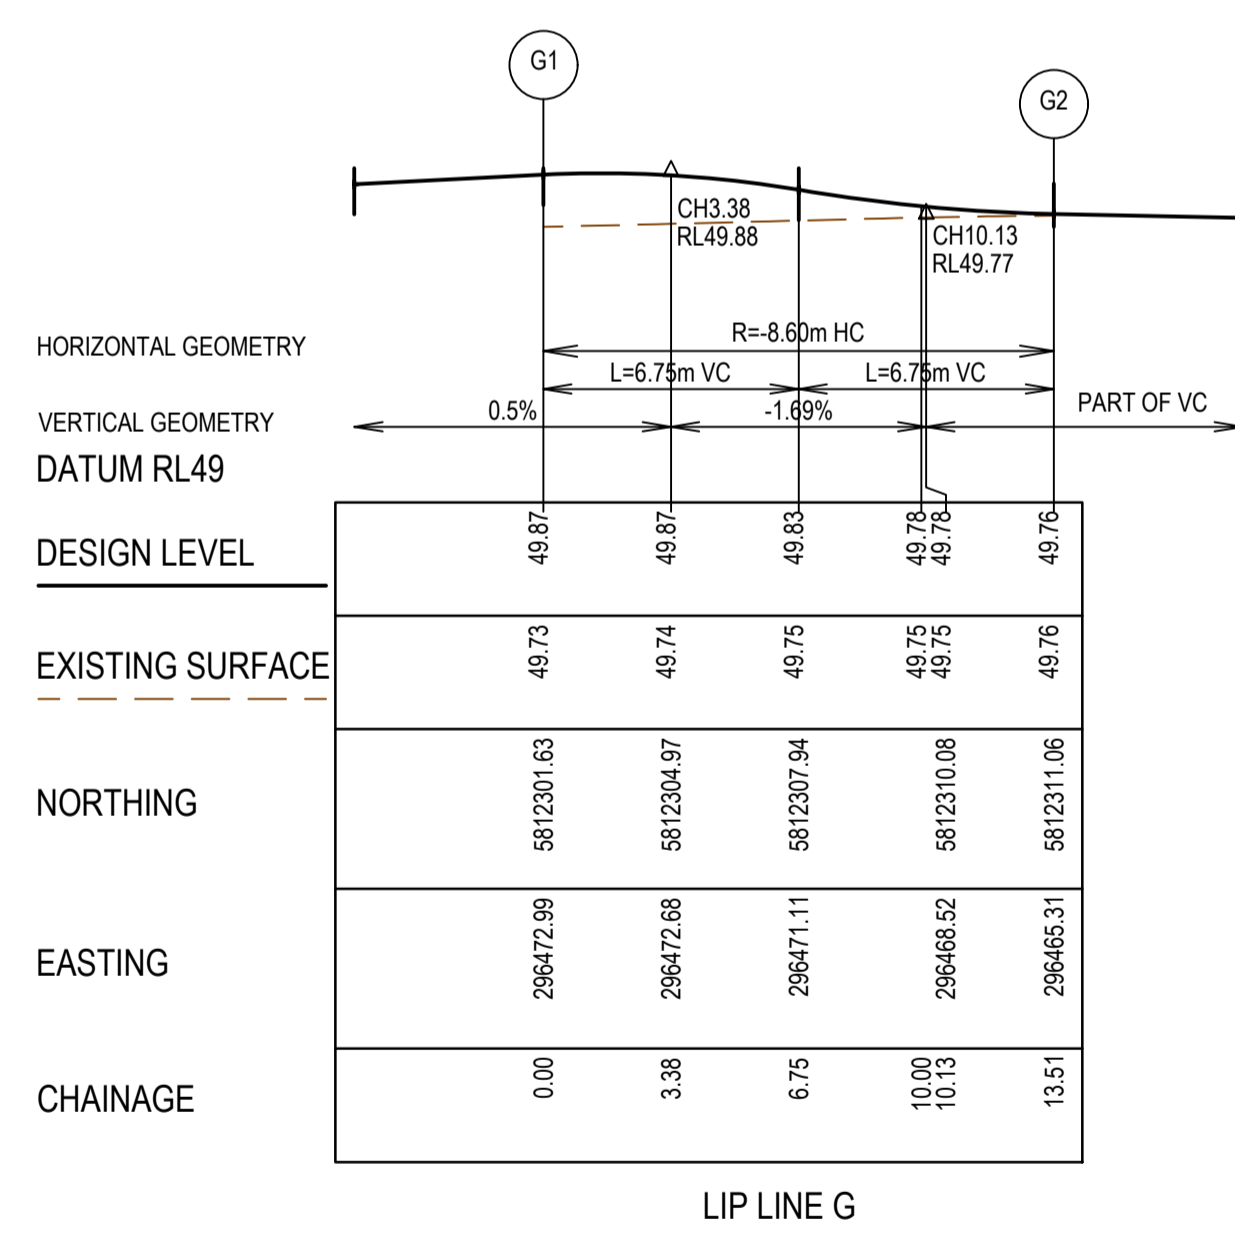 G1
G2
CH3.38
RL49.88
CH10.13
RL49.77
HORIZONTAL GEOMETRY
R=-8.60m HC
L=6.75m VC
L=6.75m VC
VERTICAL GEOMETRY
0.5%
-1.69%
PART OF VC
DATUM RL49
DESIGN LEVEL
49.87
49.87
49.83
49.78
49.78
49.76
EXISTING SURFACE
49.73
49.74
49.75
49.75
49.75
49.76
NORTHING
5812301.63
5812304.97
5812307.94
5812310.08
5812311.06
EASTING
296472.99
296472.68
296471.11
296468.52
296465.31
CHAINAGE
0.00
3.38
6.75
10.00
10.13
13.51
LIP LINE G